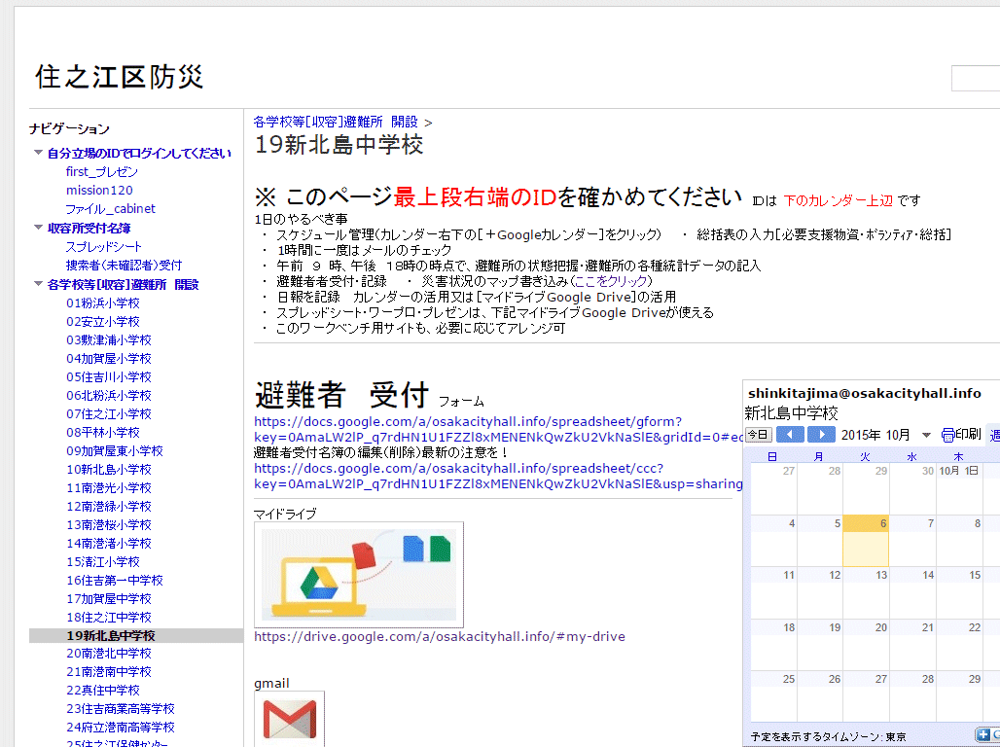 住之江区防災
ナビゲーション
自分立場のIDでログインしてください
first_プレゼン
mission120
ファイル_cabinet
収容所受付名簿
スプレッドシート
捜索者(未確認者)受付
各学校等[収容]避難所 開設
01粉浜小学校
02安立小学校
03敷津浦小学校
04加賀屋小学校
05住吉川小学校
06北粉浜小学校
07住之江小学校
08平林小学校
09加賀屋東小学校
10新北島小学校
11南港光小学校
12南港緑小学校
13南港桜小学校
14南港渚小学校
15清江小学校
16住吉第一中学校
17加賀屋中学校
18住之江中学校
19新北島中学校
20南港北中学校
21南港南中学校
22真住中学校
23住吉商業高等学校
24府立港南高等学校
25住之江保健センター
各学校等[収容]避難所 開設 >
19新北島中学校
※ このページ最上段右端のIDを確かめてください IDは 下のカレンダー上辺 です
1日のやるべき事
・ スケジュール管理(カレンダー右下の[+Googleカレンダー]をクリック) ・ 総括表の入力[必要支援物資・ボランティア・総括]
・ 1時間に一度はメールのチェック
・ 午前 9 時、午後 18時の時点で、避難所の状態把握・避難所の各種統計データの記入
・ 避難者者受付・記録 ・ 災害状況のマップ書き込み(ここをクリック)
・ 日報を記録 カレンダーの活用又は[マイドライブGoogle Drive]の活用
・ スプレッドシート・ワープロ・プレゼンは、下記マイドライブGoogle Driveが使える
・ このワークベンチ用サイトも、必要に応じてアレンジ可
避難者 受付 フォーム
https://docs.google.com/a/osakacityhall.info/spreadsheet/gform?
key=0AmaLW2lP_q7rdHN1U1FZZl8xMENENkQwZkU2VkNaSlE&gridId=0#ed
避難者受付名簿の編集(削除)最新の注意を!
https://docs.google.com/a/osakacityhall.info/spreadsheet/ccc?
key=0AmaLW2lP_q7rdHN1U1FZZl8xMENENkQwZkU2VkNaSlE&usp=sharing
マイドライブ
https://drive.google.com/a/osakacityhall.info/#my-drive
gmail
shinkitajima@osakacityhall.info
新北島中学校
今日 2015年 10月 印刷 週
日 月 火 水 木
27 28 29 30 10月 1日
4 5 6 7 8
11 12 13 14 15
18 19 20 21 22
25 26 27 28 29
予定を表示するタイムゾーン: 東京